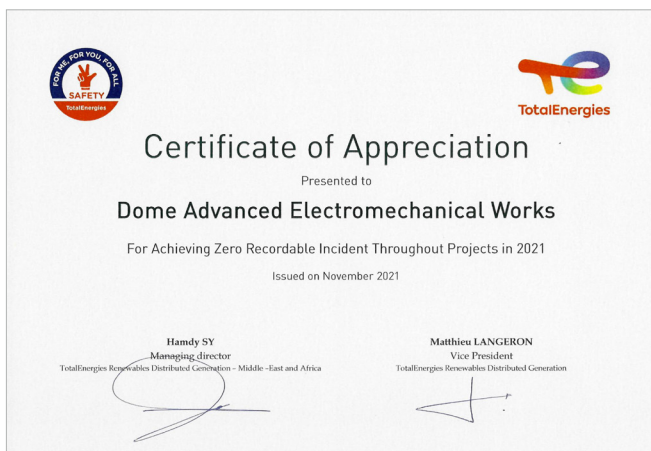 FOR ME, FOR YOU, FOR ALL
SAFETY
TotalEnergies
TotalEnergies
Certificate of Appreciation
Presented to
Dome Advanced Electromechanical Works
For Achieving Zero Recordable Incident Throughout Projects in 2021
Issued on November 2021
Hamdy SY
Managing director
TotalEnergies Renewables Distributed Generation – Middle –East and Africa
Matthieu LANGERON
Vice President
TotalEnergies Renewables Distributed Generation